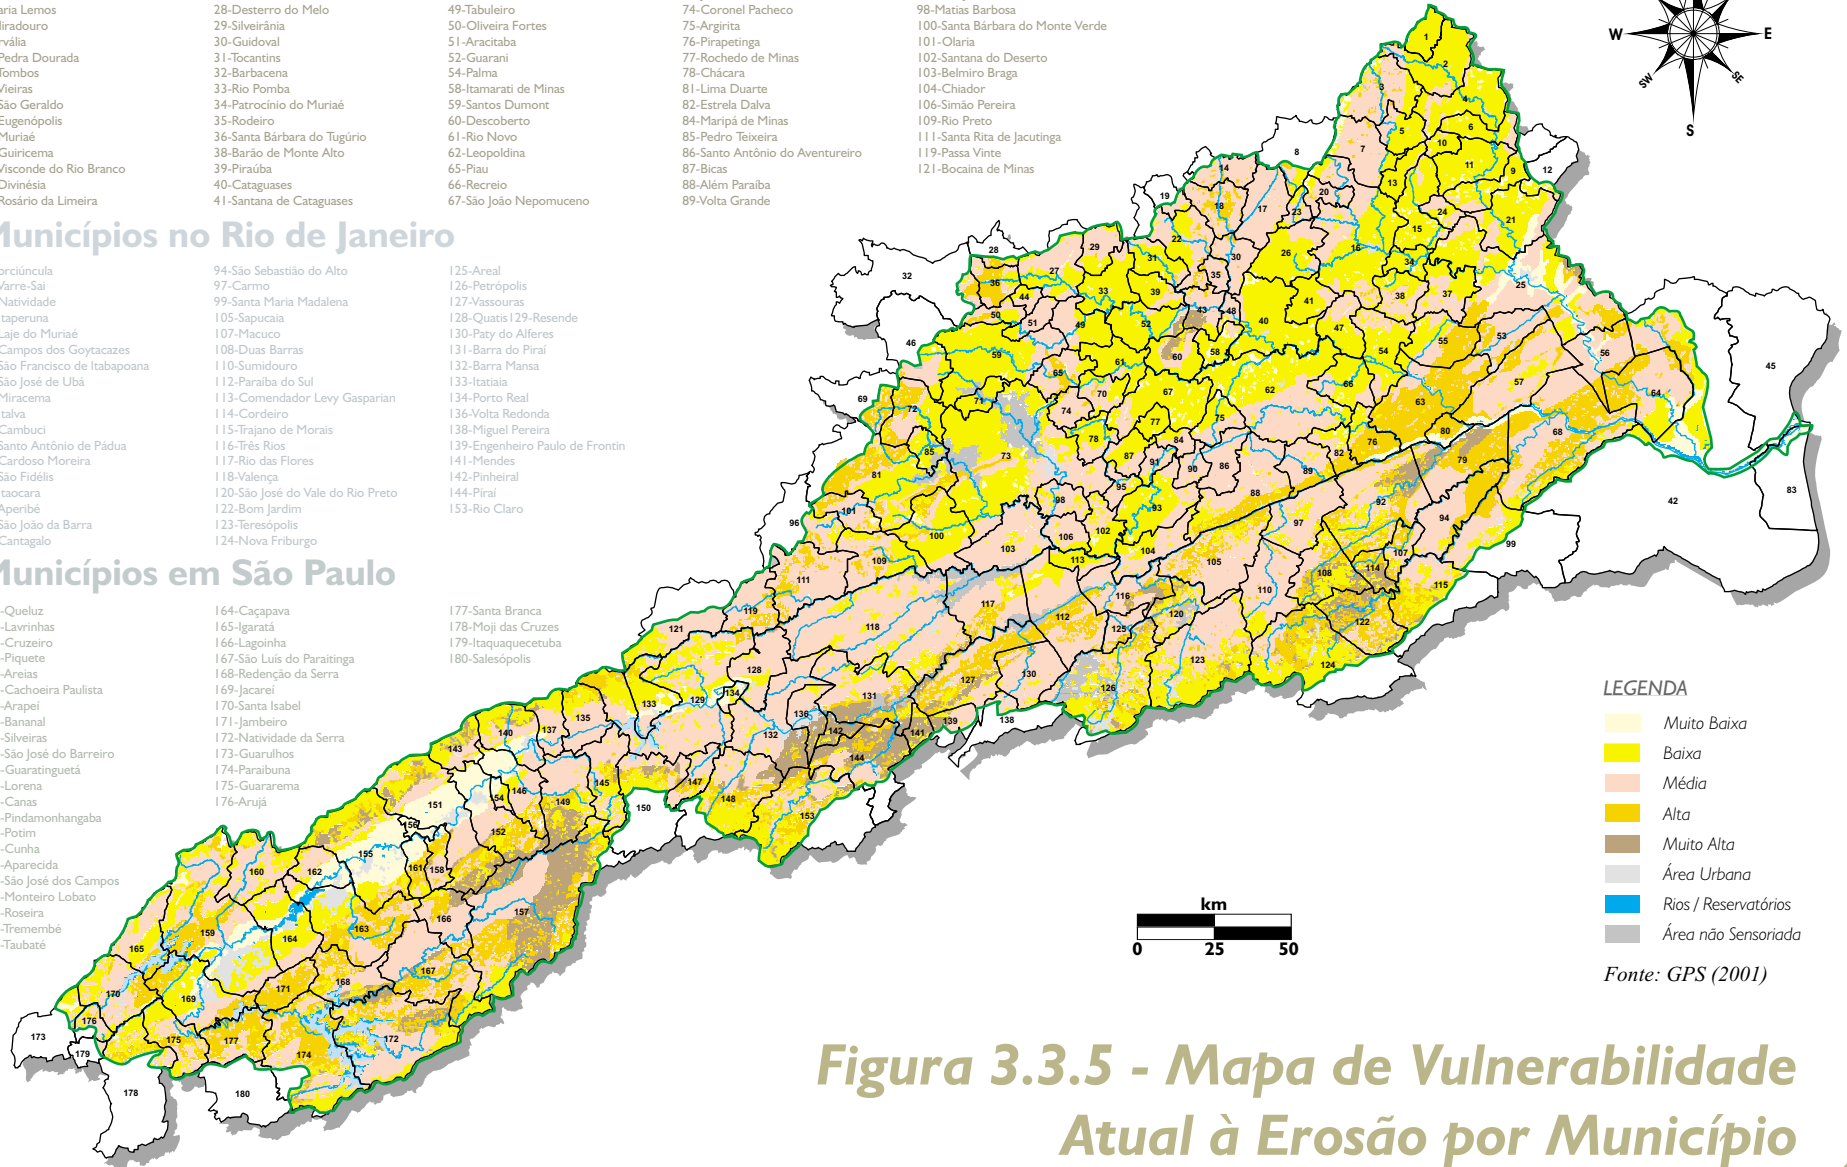 aria Lemos
iradouro
rvália
Pedra Dourada
Tombos
Vieiras
São Geraldo
Eugenópolis
Muriaé
Guiricema
Visconde do Rio Branco
Divinésia
Rosário da Limeira
28-Desterro do Melo
29-Silveirânia
30-Guidoval
31-Tocantins
32-Barbacena
33-Rio Pomba
34-Patrocínio do Muriaé
35-Rodeiro
36-Santa Bárbara do Tugúrio
38-Barão de Monte Alto
39-Piraúba
40-Cataguases
41-Santana de Cataguases
49-Tabuleiro
50-Oliveira Fortes
51-Aracitaba
52-Guarani
54-Palma
58-Itamarati de Minas
59-Santos Dumont
60-Descoberto
61-Rio Novo
62-Leopoldina
65-Piau
66-Recreio
67-São João Nepomuceno
74-Coronel Pacheco
75-Argirita
76-Pirapetinga
77-Rochedo de Minas
78-Chácara
81-Lima Duarte
82-Estrela Dalva
84-Maripá de Minas
85-Pedro Teixeira
86-Santo Antônio do Aventureiro
87-Bicas
88-Além Paraíba
89-Volta Grande
98-Matias Barbosa
100-Santa Bárbara do Monte Verde
101-Olaria
102-Santana do Deserto
103-Belmiro Braga
104-Chiador
106-Simão Pereira
109-Rio Preto
111-Santa Rita de Jacutinga
119-Passa Vinte
121-Bocaina de Minas
Municípios no Rio de Janeiro
orciúncula
Varre-Sai
Natividade
taperuna
Laje do Muriaé
Campos dos Goytacazes
São Francisco de Itabapoana
São José de Ubá
Miracema
talva
Cambuci
Santo Antônio de Pádua
Cardoso Moreira
São Fidélis
taocara
Aperibé
São João da Barra
Cantagalo
94-São Sebastião do Alto
97-Carmo
99-Santa Maria Madalena
105-Sapucaia
107-Macuco
108-Duas Barras
110-Sumidouro
112-Paraíba do Sul
113-Comendador Levy Gasparian
114-Cordeiro
115-Trajano de Morais
116-Três Rios
117-Rio das Flores
118-Valença
120-São José do Vale do Rio Preto
122-Bom Jardim
123-Teresópolis
124-Nova Friburgo
125-Areal
126-Petrópolis
127-Vassouras
128-Quatis129-Resende
130-Paty do Alferes
131-Barra do Piraí
132-Barra Mansa
133-Itatiaia
134-Porto Real
136-Volta Redonda
138-Miguel Pereira
139-Engenheiro Paulo de Frontin
141-Mendes
142-Pinheiral
144-Piraí
153-Rio Claro
Municípios em São Paulo
-Queluz
-Lavrinhas
-Cruzeiro
-Piquete
-Areias
-Cachoeira Paulista
-Arapeí
-Bananal
-Silveiras
-São José do Barreiro
-Guaratinguetá
-Lorena
-Canas
-Pindamonhangaba
-Potim
-Cunha
-Aparecida
-São José dos Campos
-Monteiro Lobato
-Roseira
-Tremembé
-Taubaté
164-Caçapava
165-Igaratá
166-Lagoinha
167-São Luís do Paraitinga
168-Redenção da Serra
169-Jacareí
170-Santa Isabel
171-Jambeiro
172-Natividade da Serra
173-Guarulhos
174-Paraibuna
175-Guararema
176-Arujá
177-Santa Branca
178-Moji das Cruzes
179-Itaquaquecetuba
180-Salesópolis
W
E
SW
SE
S
LEGENDA
Muito Baixa
Baixa
Média
Alta
Muito Alta
Área Urbana
Rios / Reservatórios
Área não Sensoriada
Fonte: GPS (2001)
km
0 25 50
Figura 3.3.5 - Mapa de Vulnerabilidade
Atual à Erosão por Município